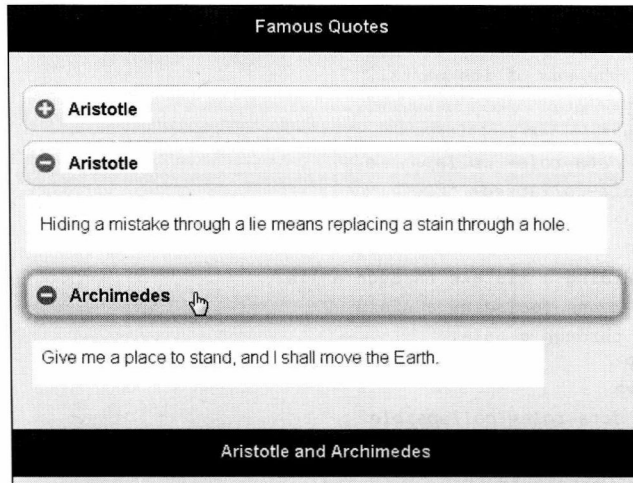 Famous Quotes
Aristotle
Aristotle
Hiding a mistake through a lie means replacing a stain through a hole.
Archimedes
Give me a place to stand, and I shall move the Earth.
Aristotle and Archimedes